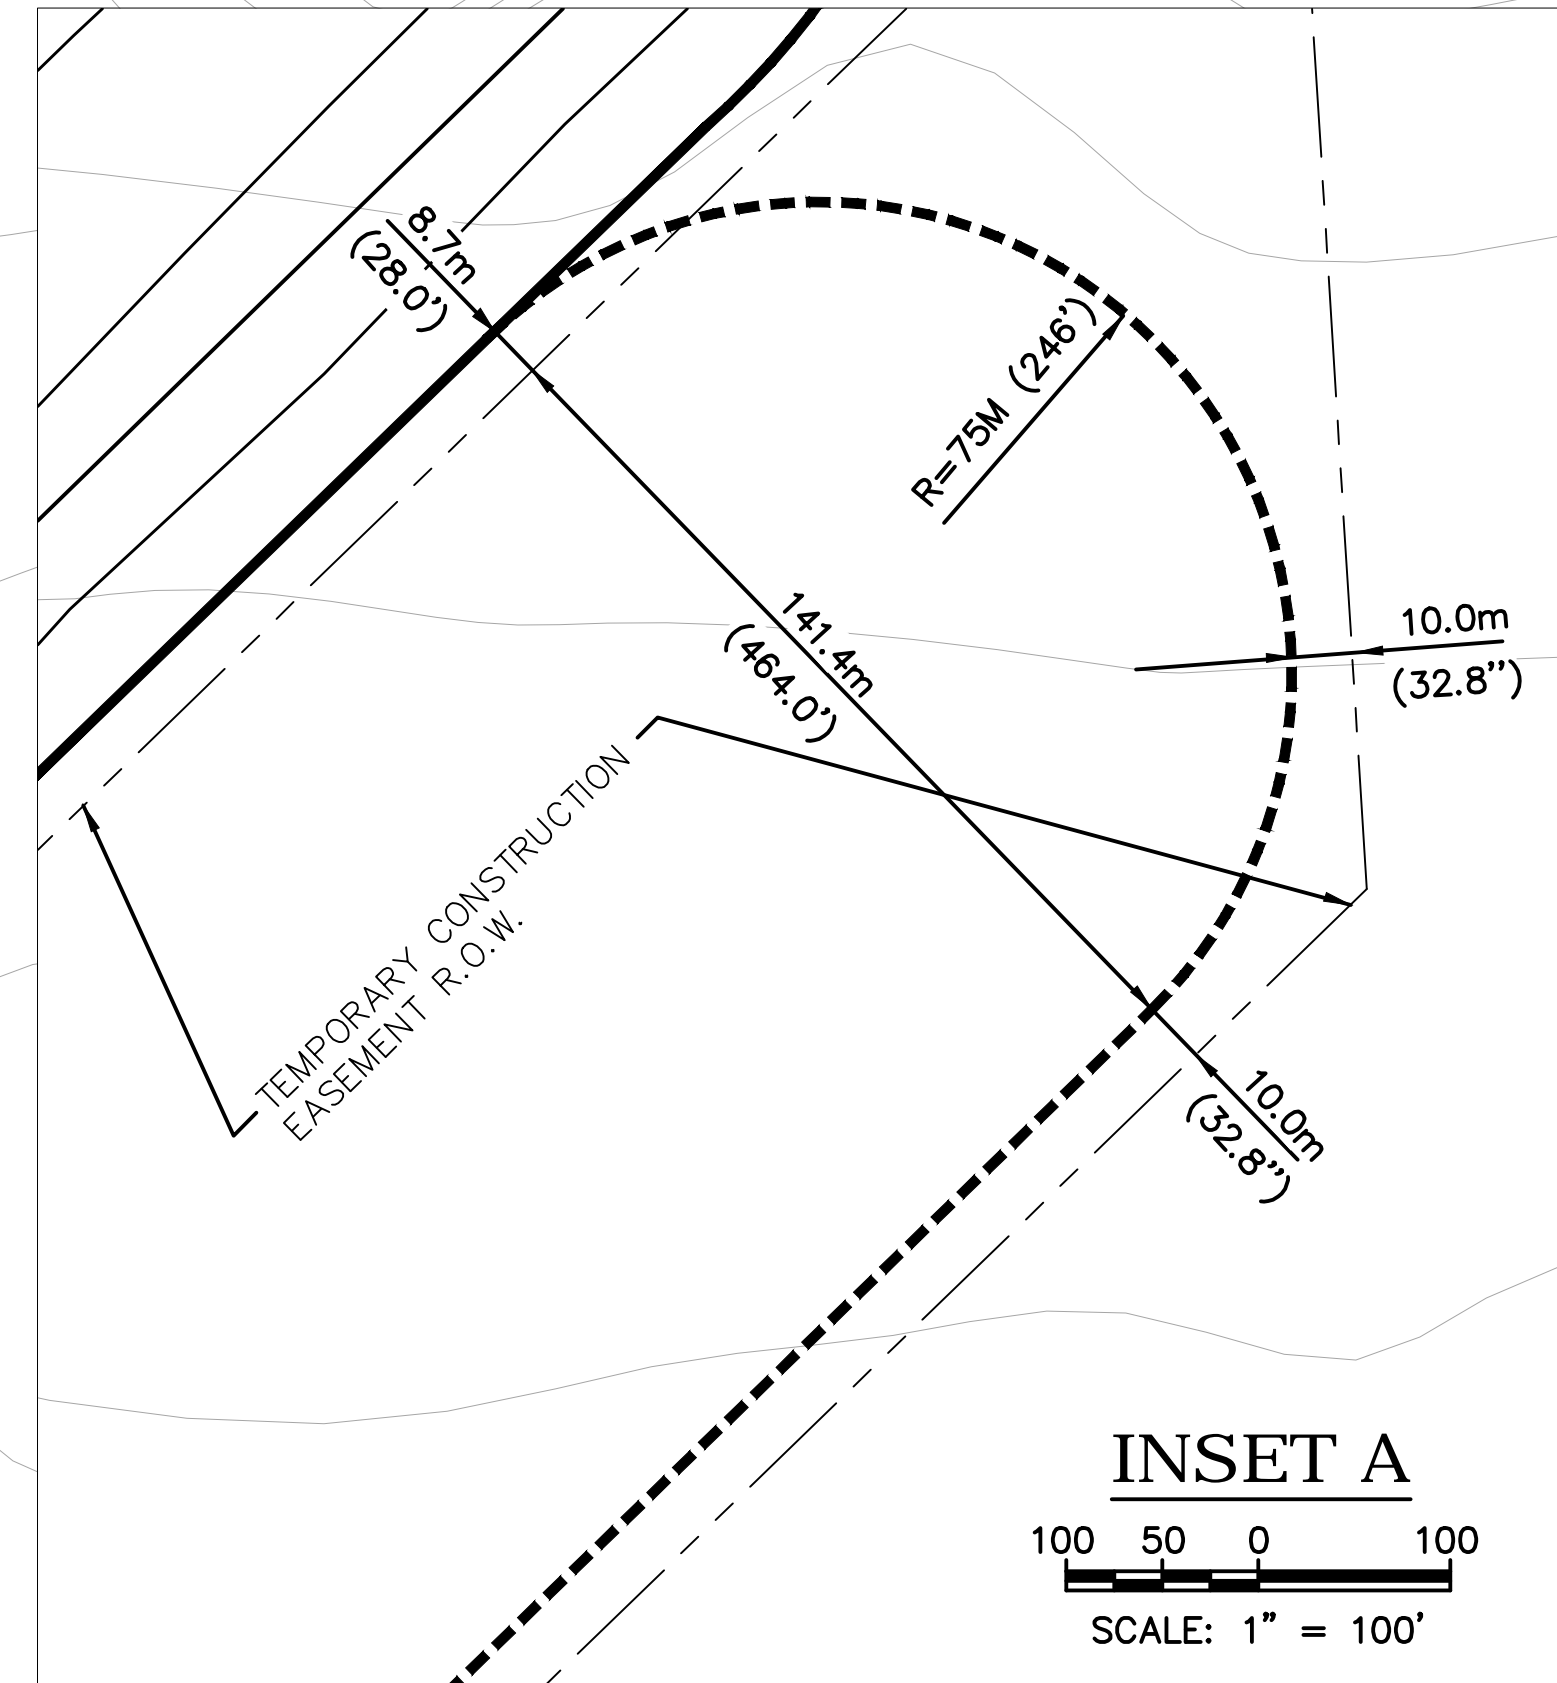 8.7m
(28.0')
R=75M (246')
141.4m
(464.0')
10.0m
(32.8")
TEMPORARY CONSTRUCTION
EASEMENT R.O.W.
10.0m
(32.8")
INSET A
100 50 0 100
SCALE: 1" = 100'